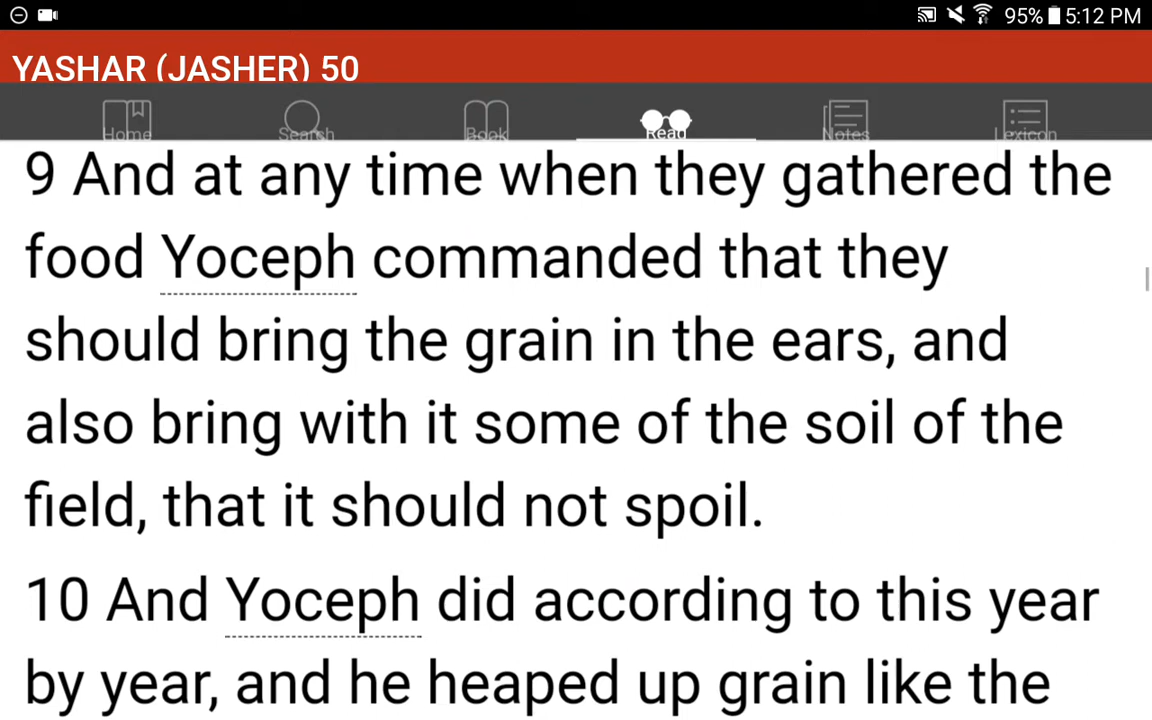 95% 5:12 PM
YASHAR (JASHER) 50
Home Search Book Read Notes Lexicon
9 And at any time when they gathered the
food Yoceph commanded that they
should bring the grain in the ears, and
also bring with it some of the soil of the
field, that it should not spoil.
10 And Yoceph did according to this year
by year, and he heaped up grain like the